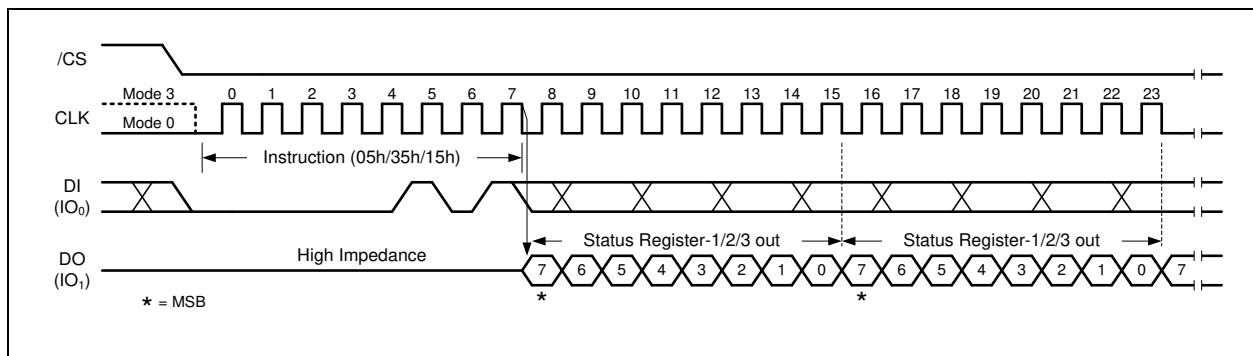 /CS
Mode 3
0 1 2 3 4 5 6 7 8 9 10 11 12 13 14 15 16 17 18 19 20 21 22 23
CLK
Mode 0
Instruction (05h/35h/15h)
DI
(IO₀)
Status Register-1/2/3 out Status Register-1/2/3 out
High Impedance
DO
(IO₁)
7 6 5 4 3 2 1 0 7 6 5 4 3 2 1 0 7
* *
* = MSB